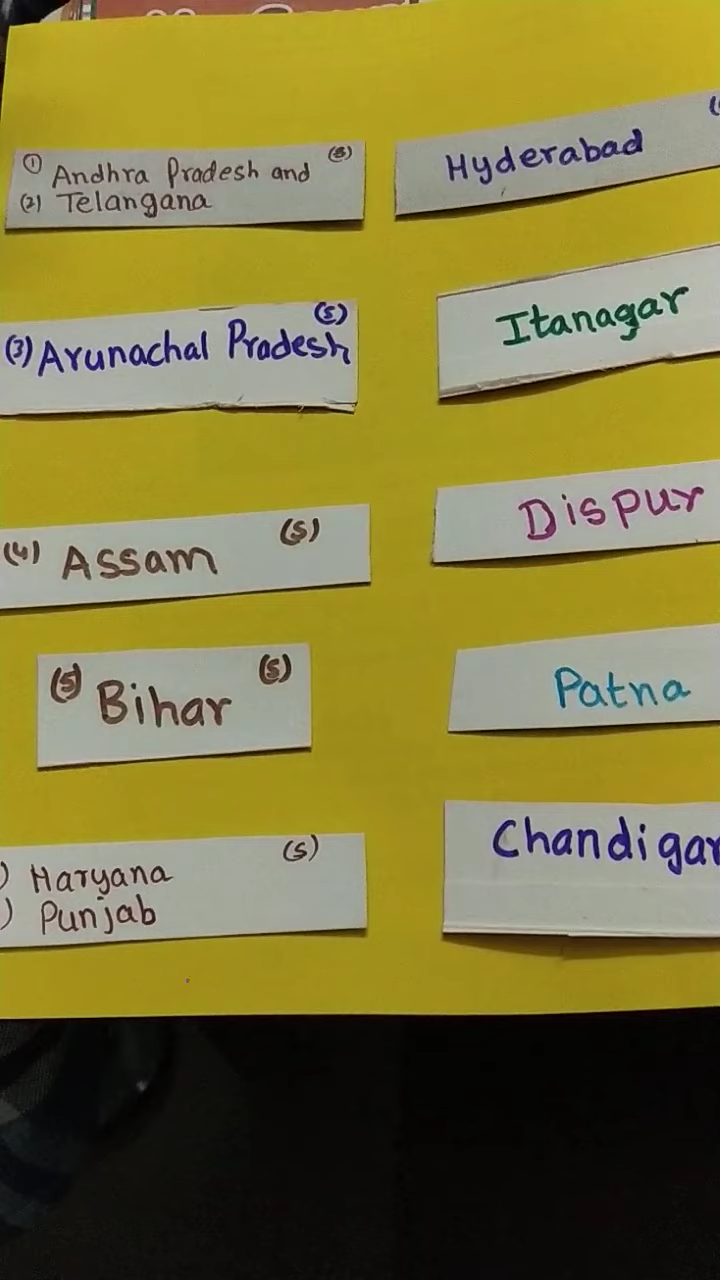 ① Andhra Pradesh and (S)
(2) Telangana
Hyderabad
(3) Arunachal Pradesh (S)
Itanagar
(4) Assam (S)
Dispur
(5) Bihar (S)
Patna
) Haryana (S)
) Punjab
Chandigar